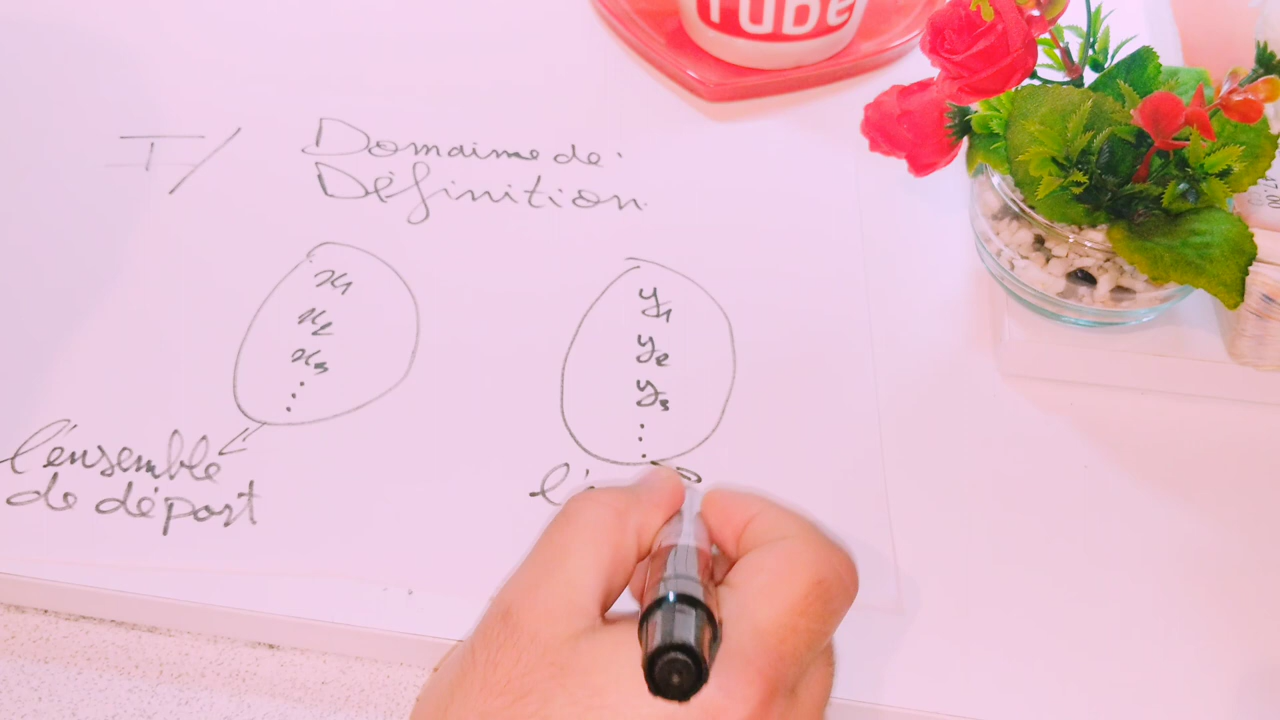 Tube
I/ Domaine de
Définition
x1
x2
x3
y1
y2
y3
l'ensemble
de départ
l'